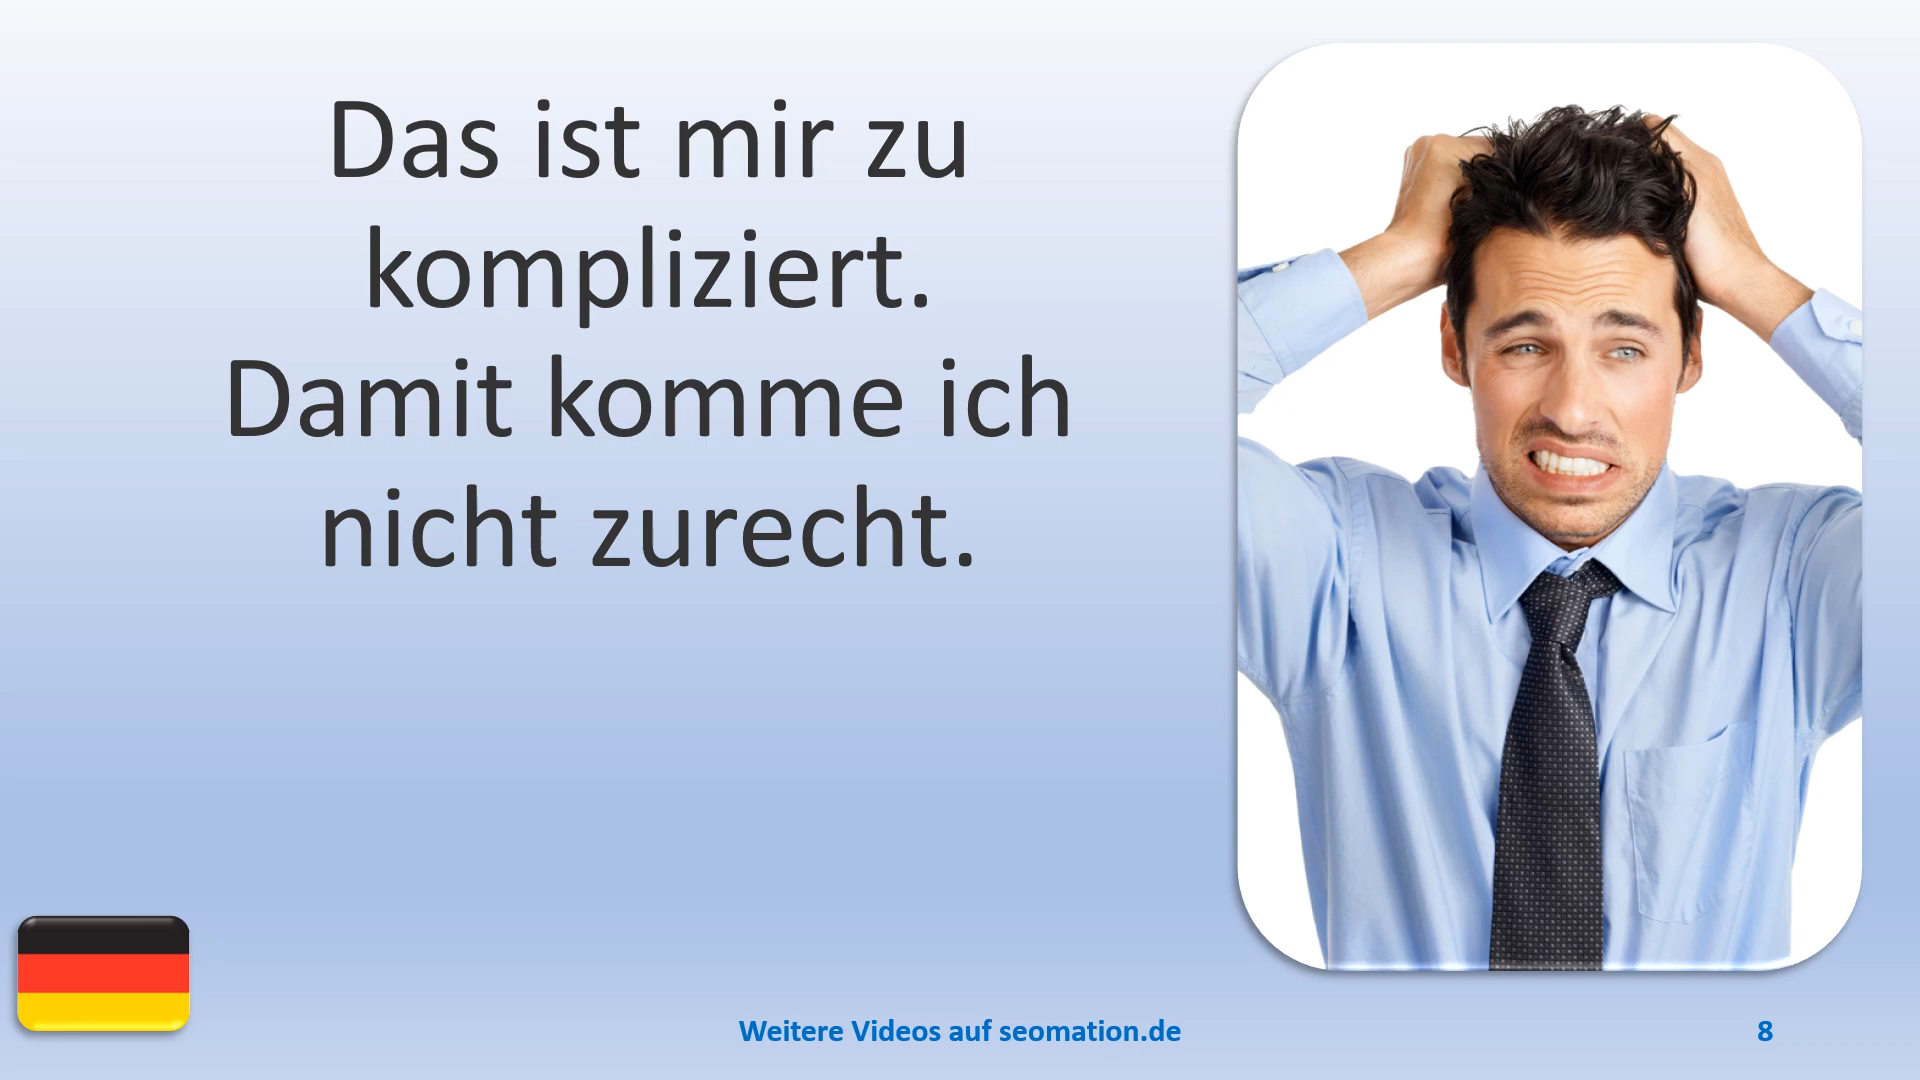 Das ist mir zu
kompliziert.
Damit komme ich
nicht zurecht.
Weitere Videos auf seomation.de
8